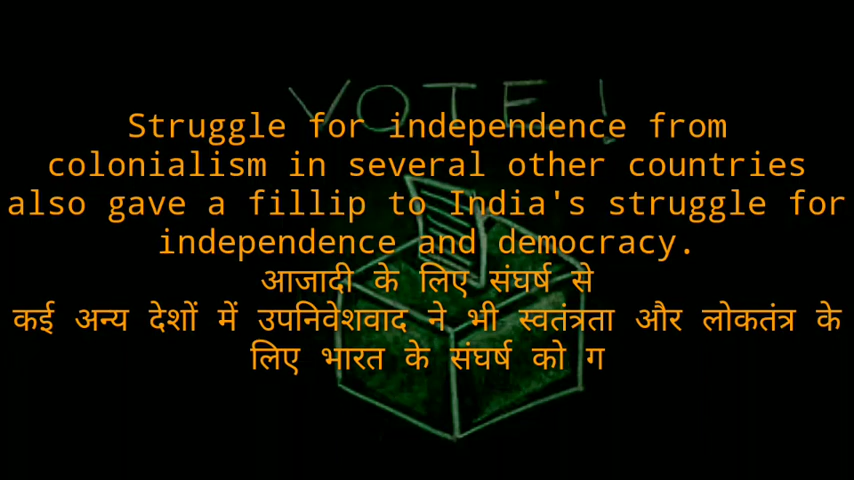 VOTE!
Struggle for independence from
colonialism in several other countries
also gave a fillip to India's struggle for
independence and democracy.
आजादी के लिए संघर्ष से
कई अन्य देशों में उपनिवेशवाद ने भी स्वतंत्रता और लोकतंत्र के
लिए भारत के संघर्ष को ग